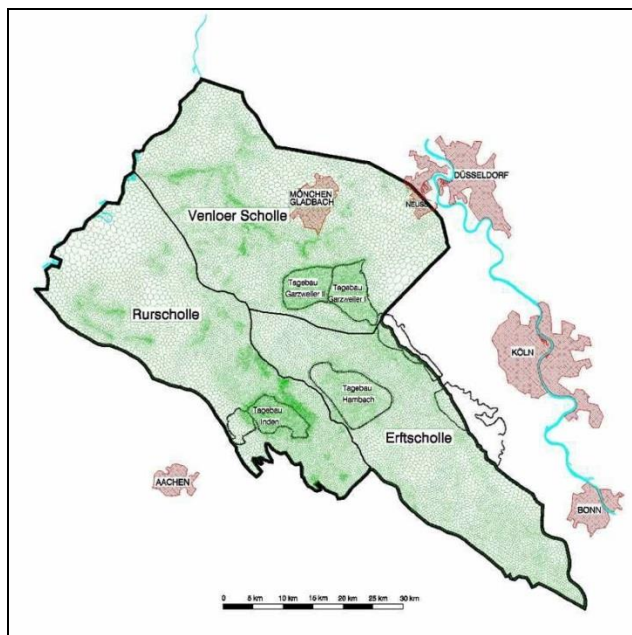 DÜSSELDORF
NEUSS
MÖNCHEN
GLADBACH
Venloer Scholle
Tagebau
Garzweiler II
Tagebau
Garzweiler I
Rurscholle
KÖLN
Tagebau
Hambach
Tagebau
Inden
Erftscholle
AACHEN
BONN
0 5 km 10 km 15 km 20 km 25 km 30 km